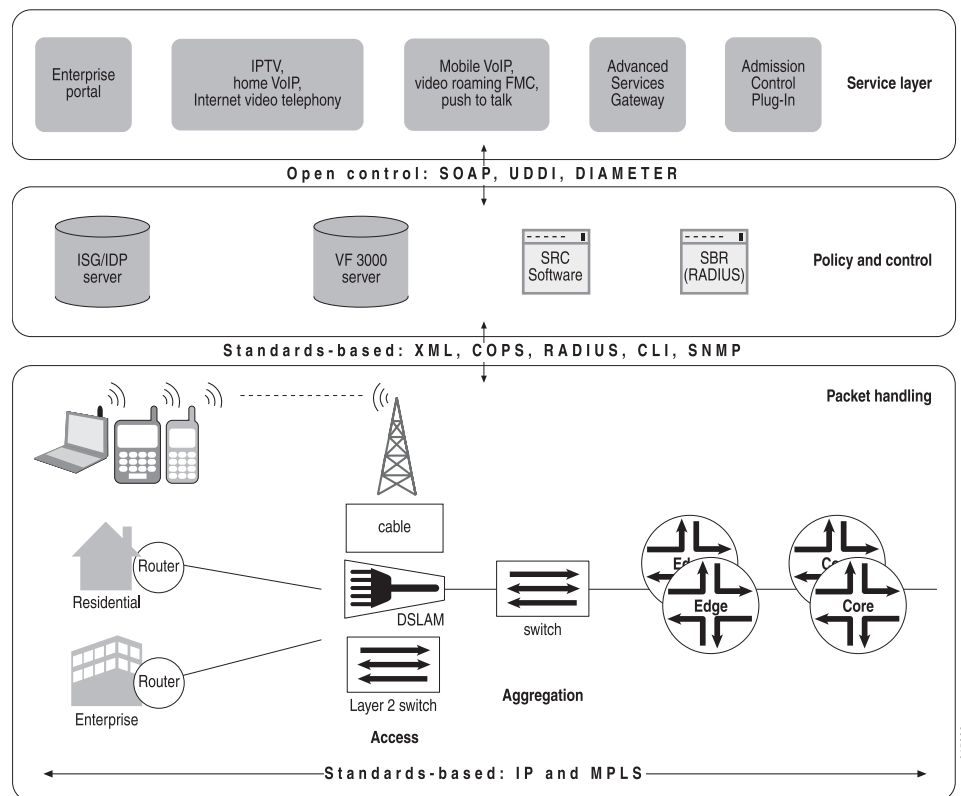 Enterprise
portal
IPTV,
home VoIP,
Internet video telephony
Mobile VoIP,
video roaming FMC,
push to talk
Advanced
Services
Gateway
Admission
Control
Plug-In
Service layer
Open control: SOAP, UDDI, DIAMETER
ISG/IDP
server
VF 3000
server
SRC
Software
SBR
(RADIUS)
Policy and control
Standards-based: XML, COPS, RADIUS, CLI, SNMP
Packet handling
cable
Router
Residential
DSLAM
switch
Edge
Core
Router
Enterprise
Layer 2 switch
Aggregation
Access
Standards-based: IP and MPLS